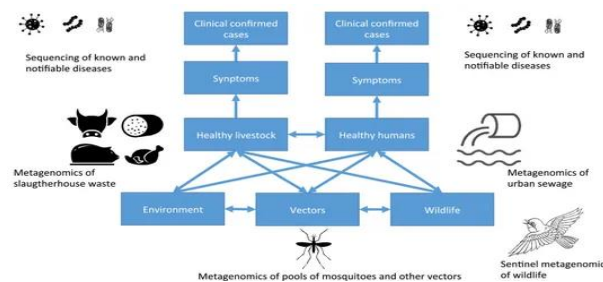 Clinical confirmed
cases
Clinical confirmed
cases
Sequencing of known and
notifiable diseases
Sequencing of known and
notifiable diseases
Synptoms
Symptoms
Healthy livestock
Healthy humans
Metagenomics of
slaugtherhouse waste
Metagenomics of
urban sewage
Environment
Vectors
Wildlife
Metagenomics of pools of mosquitoes and other vectors
Sentinel metagenomic
of wildlife